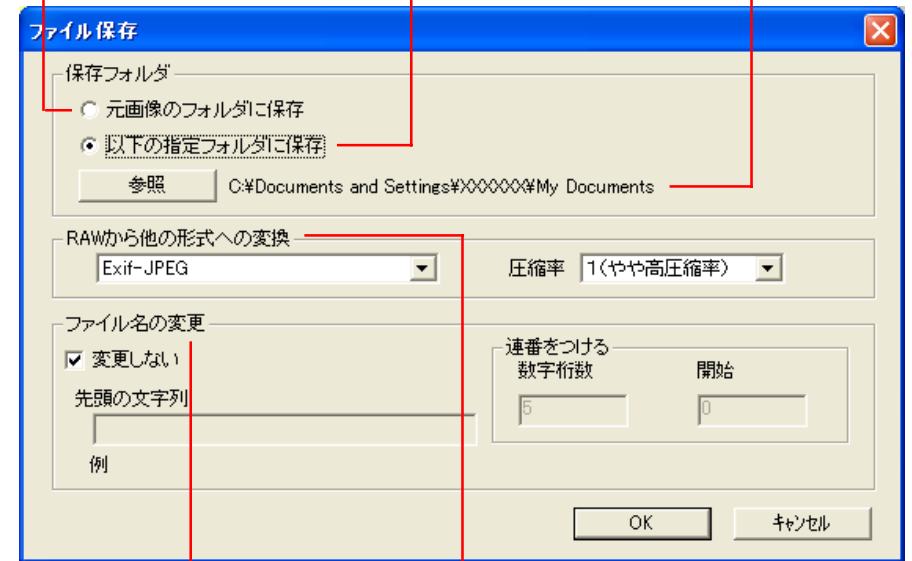 ファイル保存
保存フォルダ
元画像のフォルダに保存
以下の指定フォルダに保存
参照 C:¥Documents and Settings¥XXXXXXX¥My Documents
RAWから他の形式への変換
Exif-JPEG 圧縮率 1(やや高圧縮率)
ファイル名の変更
変更しない
先頭の文字列
例
連番をつける
数字桁数 開始
5 0
OK キャンセル